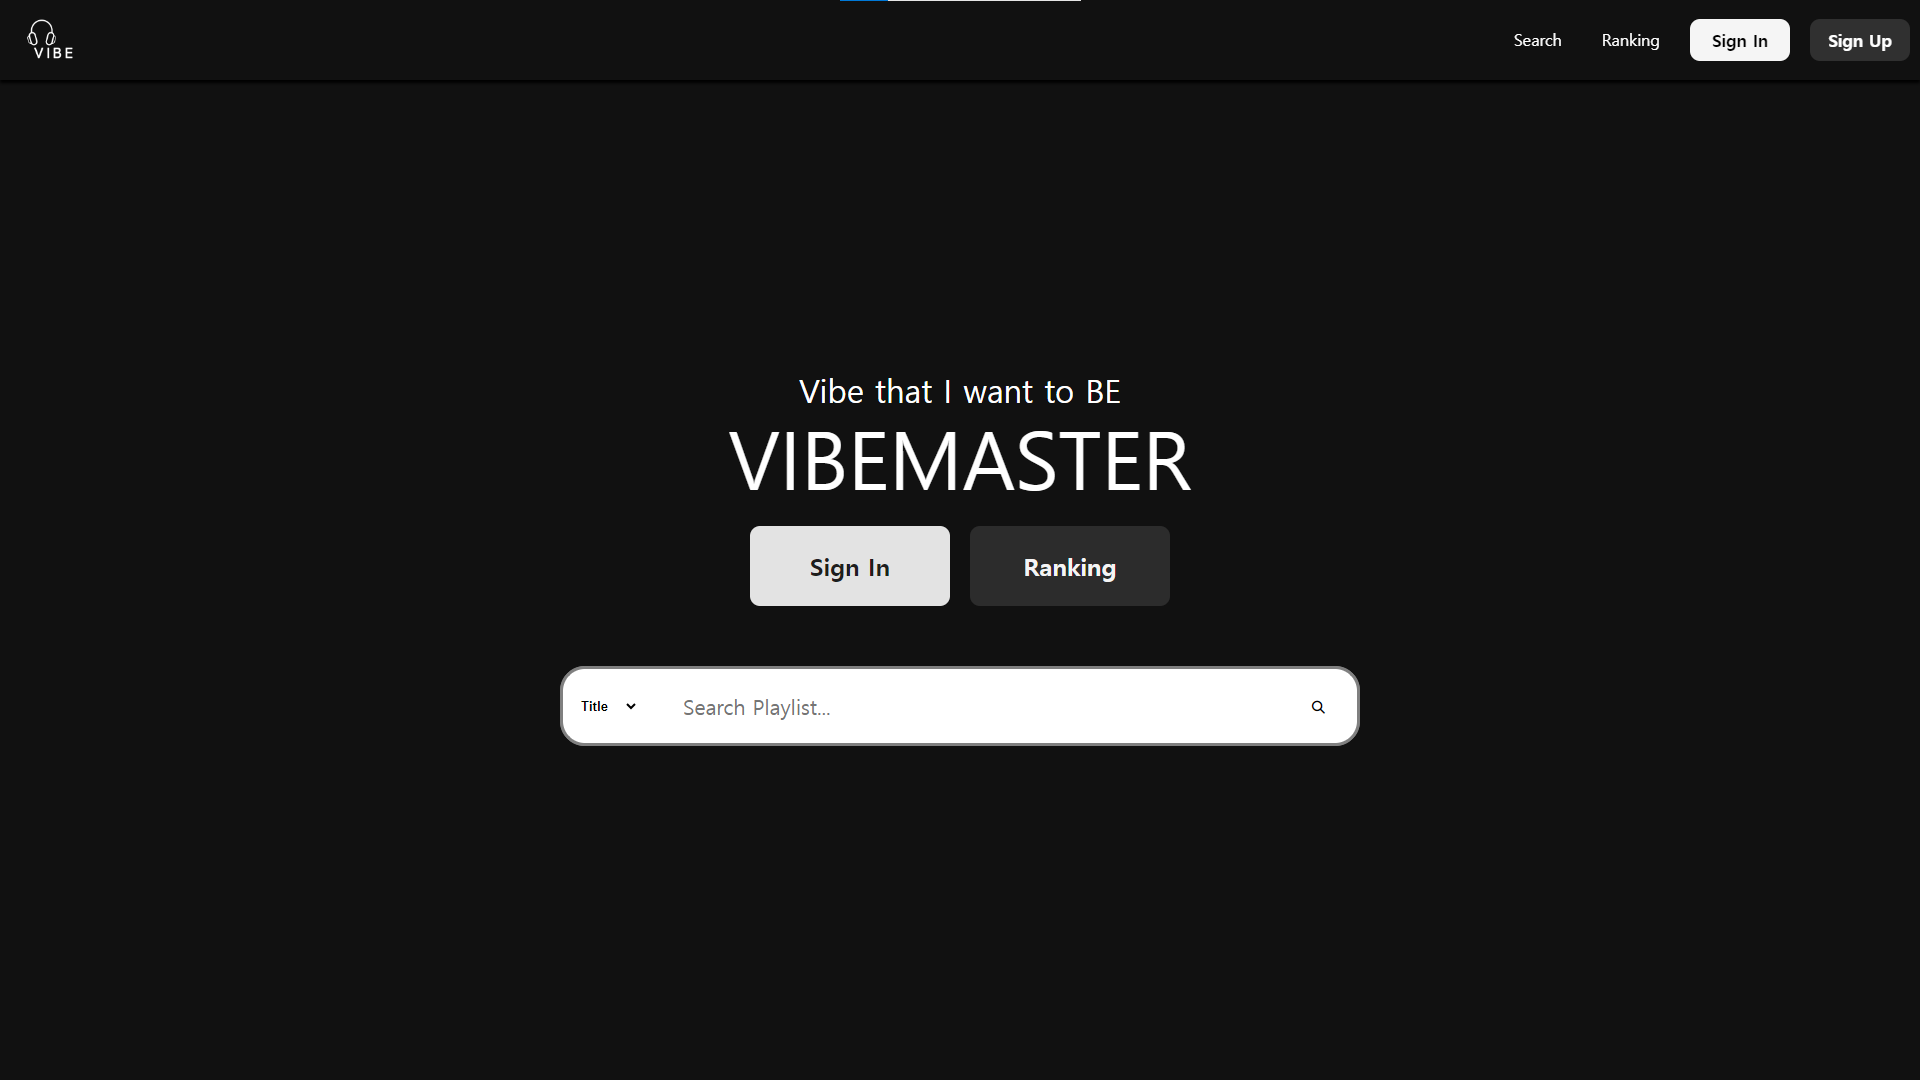 VIBE
Search
Ranking
Sign In
Sign Up
Vibe that I want to BE
VIBEMASTER
Sign In
Ranking
Title
Search Playlist...